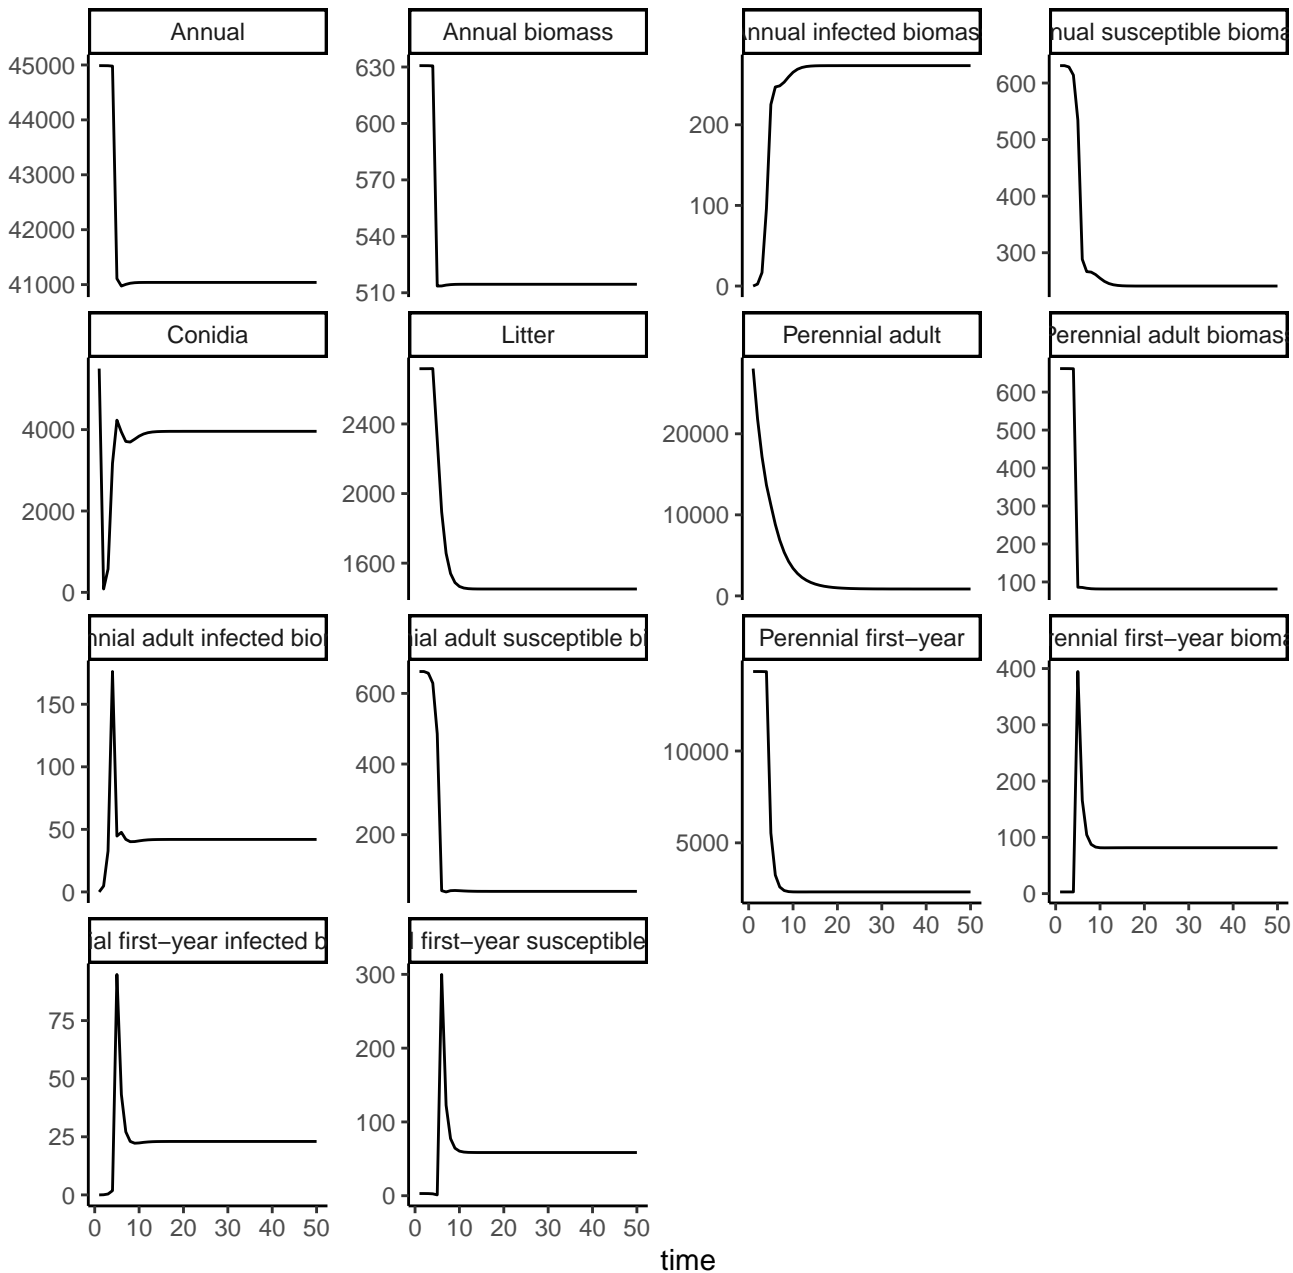 Annual
45000
44000
43000
42000
41000
Annual biomass
630
600
570
540
510
Annual infected biomas
200
100
0
nual susceptible bioma
600
500
400
300
Conidia
4000
2000
0
Litter
2400
2000
1600
Perennial adult
20000
10000
0
Perennial adult biomas
600
500
400
300
200
100
nnial adult infected bio
150
100
50
0
ial adult susceptible b
600
400
200
Perennial first−year
10000
5000
0 10 20 30 40 50
rennial first−year bioma
400
300
200
100
0
0 10 20 30 40 50
ial first−year infected b
75
50
25
0
0 10 20 30 40 50
l first−year susceptible
300
200
100
0
0 10 20 30 40 50
time